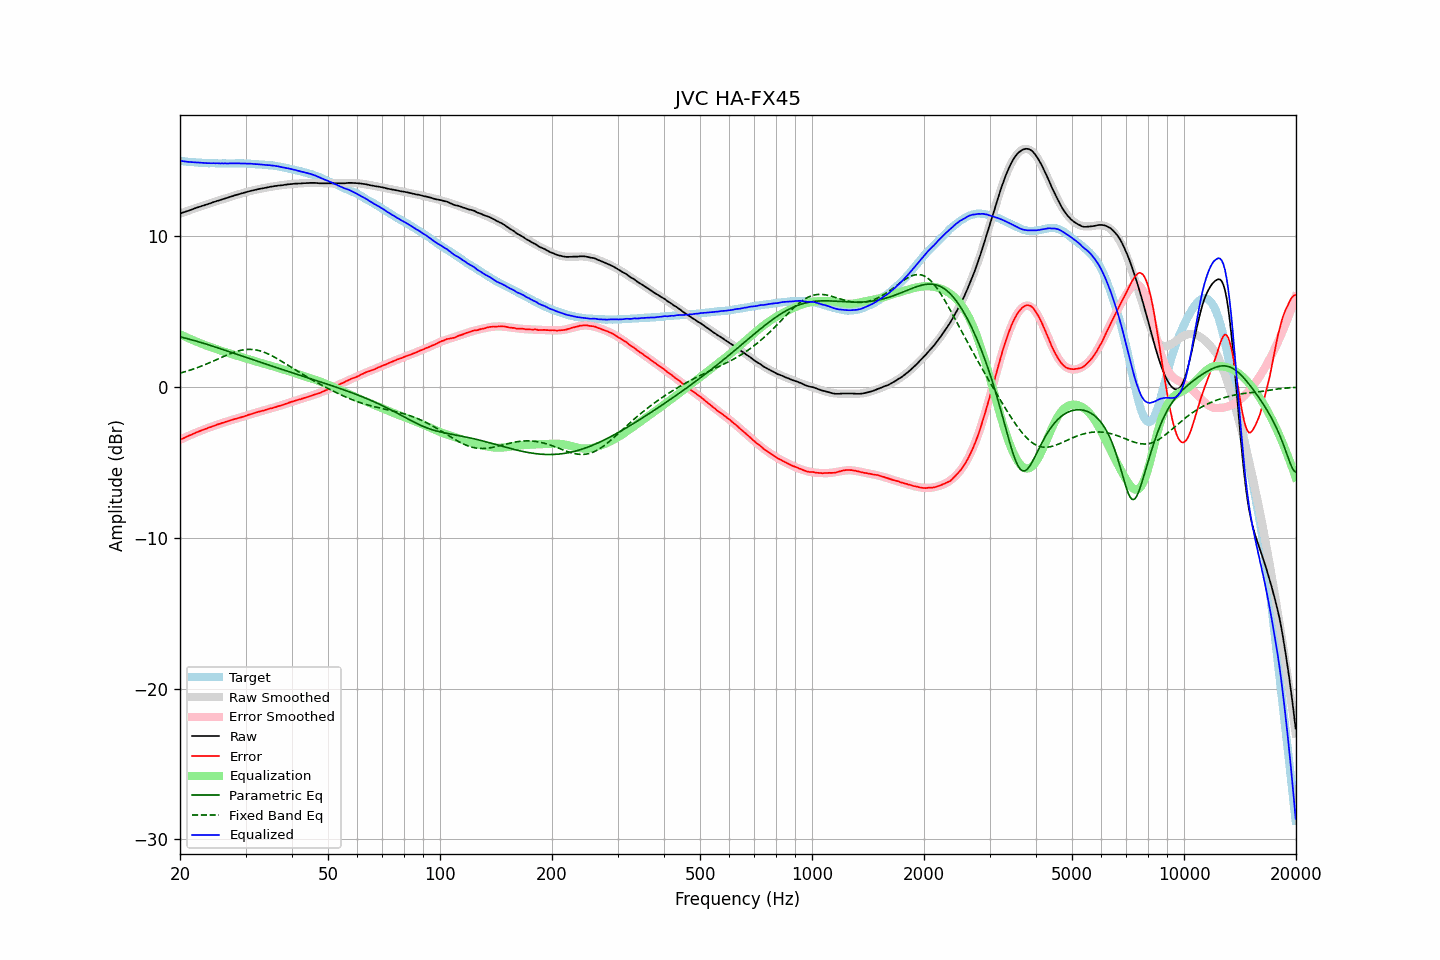 JVC HA-FX45
Amplitude (dBr)
10
0
−10
−20
−30
Target
Raw Smoothed
Error Smoothed
Raw
Error
Equalization
Parametric Eq
Fixed Band Eq
Equalized
20 50 100 200 500 1000 2000 5000 10000 20000
Frequency (Hz)